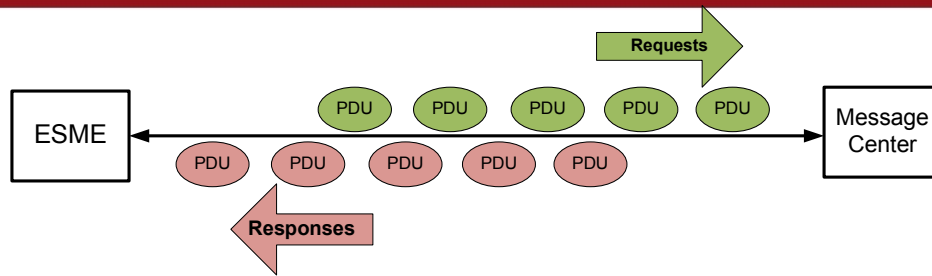 Requests
PDU PDU PDU PDU PDU
ESME
Message
Center
PDU PDU PDU PDU PDU
Responses